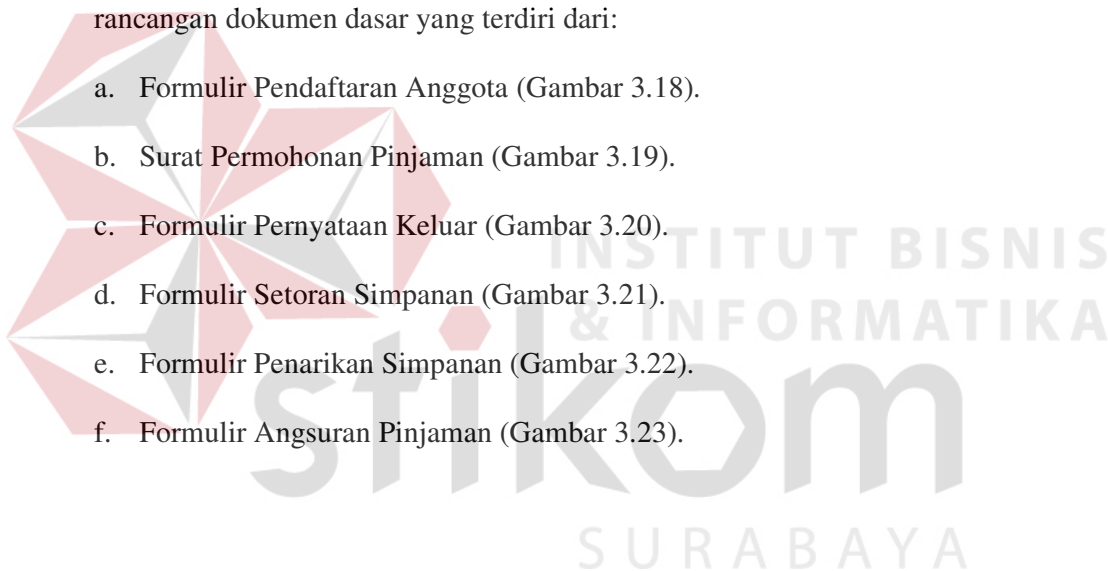 rancangan dokumen dasar yang terdiri dari:
a. Formulir Pendaftaran Anggota (Gambar 3.18).
b. Surat Permohonan Pinjaman (Gambar 3.19).
c. Formulir Pernyataan Keluar (Gambar 3.20).
INSTITUT BISNIS
d. Formulir Setoran Simpanan (Gambar 3.21).
& INFORMATIKA
e. Formulir Penarikan Simpanan (Gambar 3.22).
stikom
f. Formulir Angsuran Pinjaman (Gambar 3.23).
SURABAYA